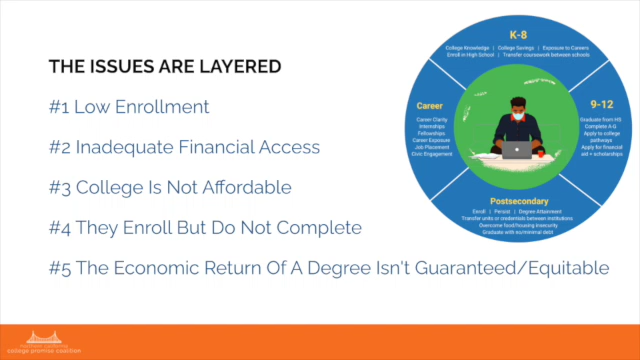 THE ISSUES ARE LAYERED
#1 Low Enrollment
#2 Inadequate Financial Access
#3 College Is Not Affordable
#4 They Enroll But Do Not Complete
#5 The Economic Return Of A Degree Isn't Guaranteed/Equitable
K-8
College Knowledge | College Savings | Exposure to Careers
Enroll in High School | Transfer coursework between schools
9-12
Graduate from HS
Complete A-G
Apply to college
pathways
Apply for financial
aid + scholarships
Career
Career Clarity
Internships
Fellowships
Career Exposure
Job Placement
Civic Engagement
Postsecondary
Enroll | Persist | Degree Attainment
Transfer units or credentials between institutions
Overcome food/housing insecurity
Graduate with no/minimal debt
northern california
college promise coalition